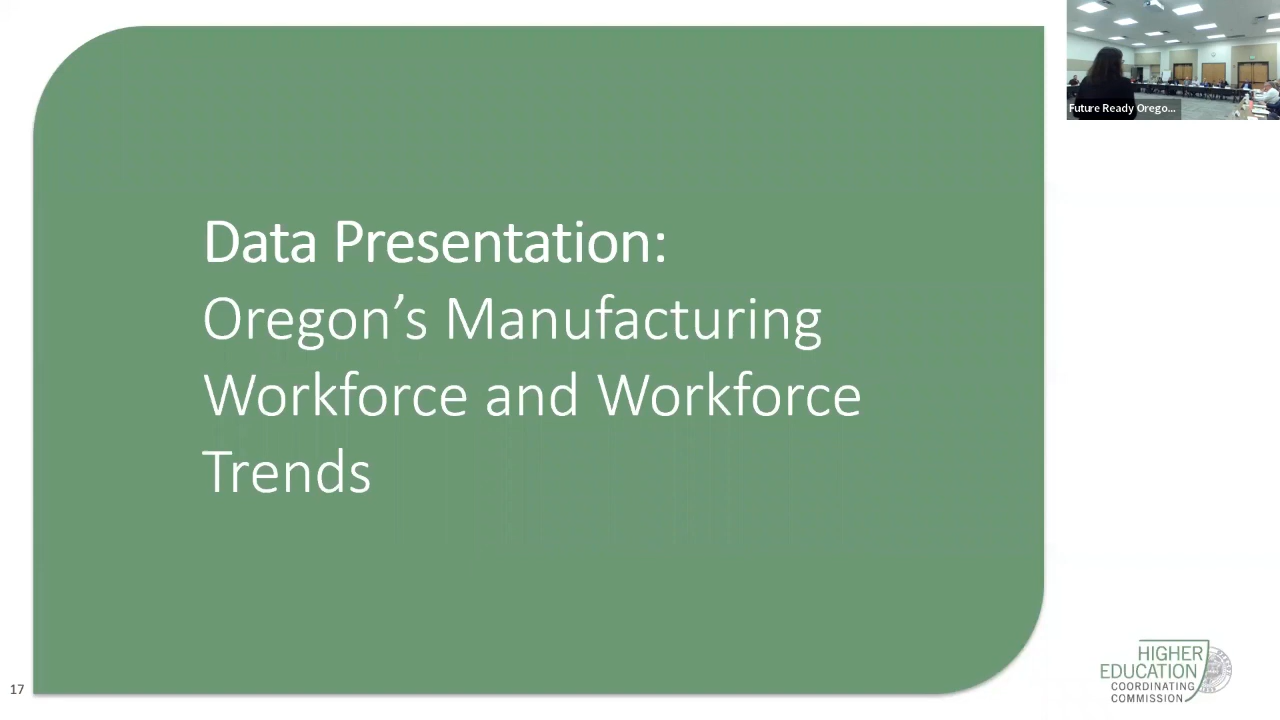 Data Presentation:
Oregon’s Manufacturing
Workforce and Workforce
Trends
Future Ready Orego...
17
HIGHER
EDUCATION
COORDINATING
COMMISSION